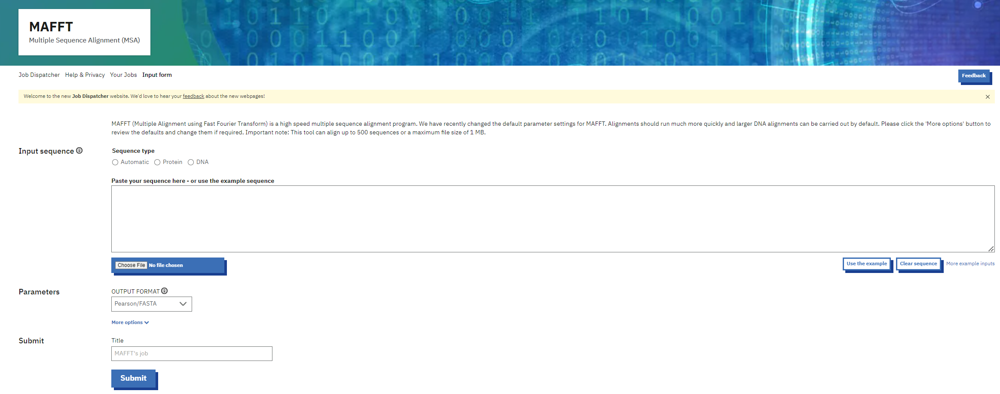 MAFFT
Multiple Sequence Alignment (MSA)
Job Dispatcher Help & Privacy Your Jobs Input form
Feedback
Welcome to the new Job Dispatcher website. We'd love to hear your feedback about the new webpages!
MAFFT (Multiple Alignment using Fast Fourier Transform) is a high speed multiple sequence alignment program. We have recently changed the default parameter settings for MAFFT. Alignments should run much more quickly and larger DNA alignments can be carried out by default. Please click the 'More options' button to
review the defaults and change them if required. Important note: This tool can align up to 500 sequences or a maximum file size of 1 MB.
Input sequence
Sequence type
Automatic Protein DNA
Paste your sequence here - or use the example sequence
Choose File No file chosen
Use the example Clear sequence More example inputs
Parameters
OUTPUT FORMAT
Pearson/FASTA
More options
Submit
Title
MAFFT's job
Submit